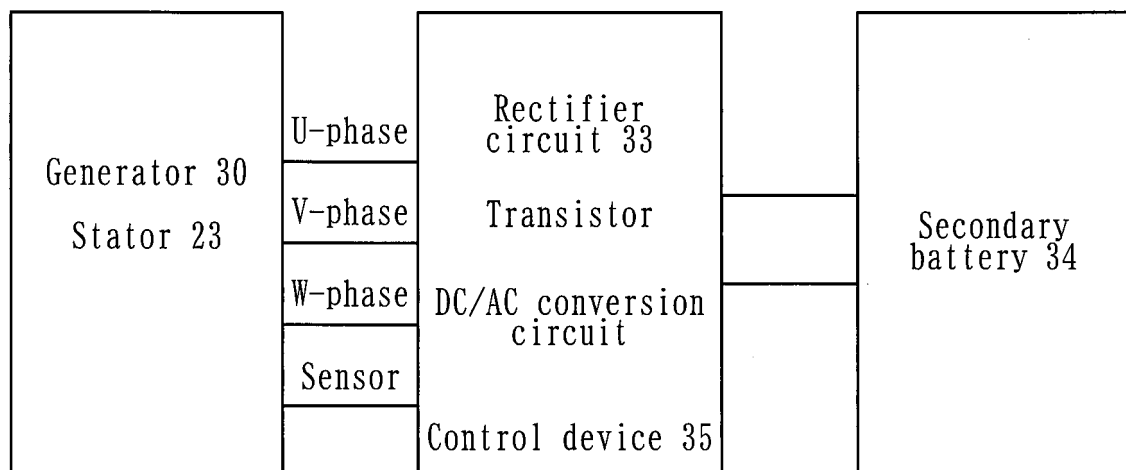 Generator 30
Stator 23
U-phase
V-phase
W-phase
Sensor
Rectifier
circuit 33
Transistor
DC/AC conversion
circuit
Control device 35
Secondary
battery 34